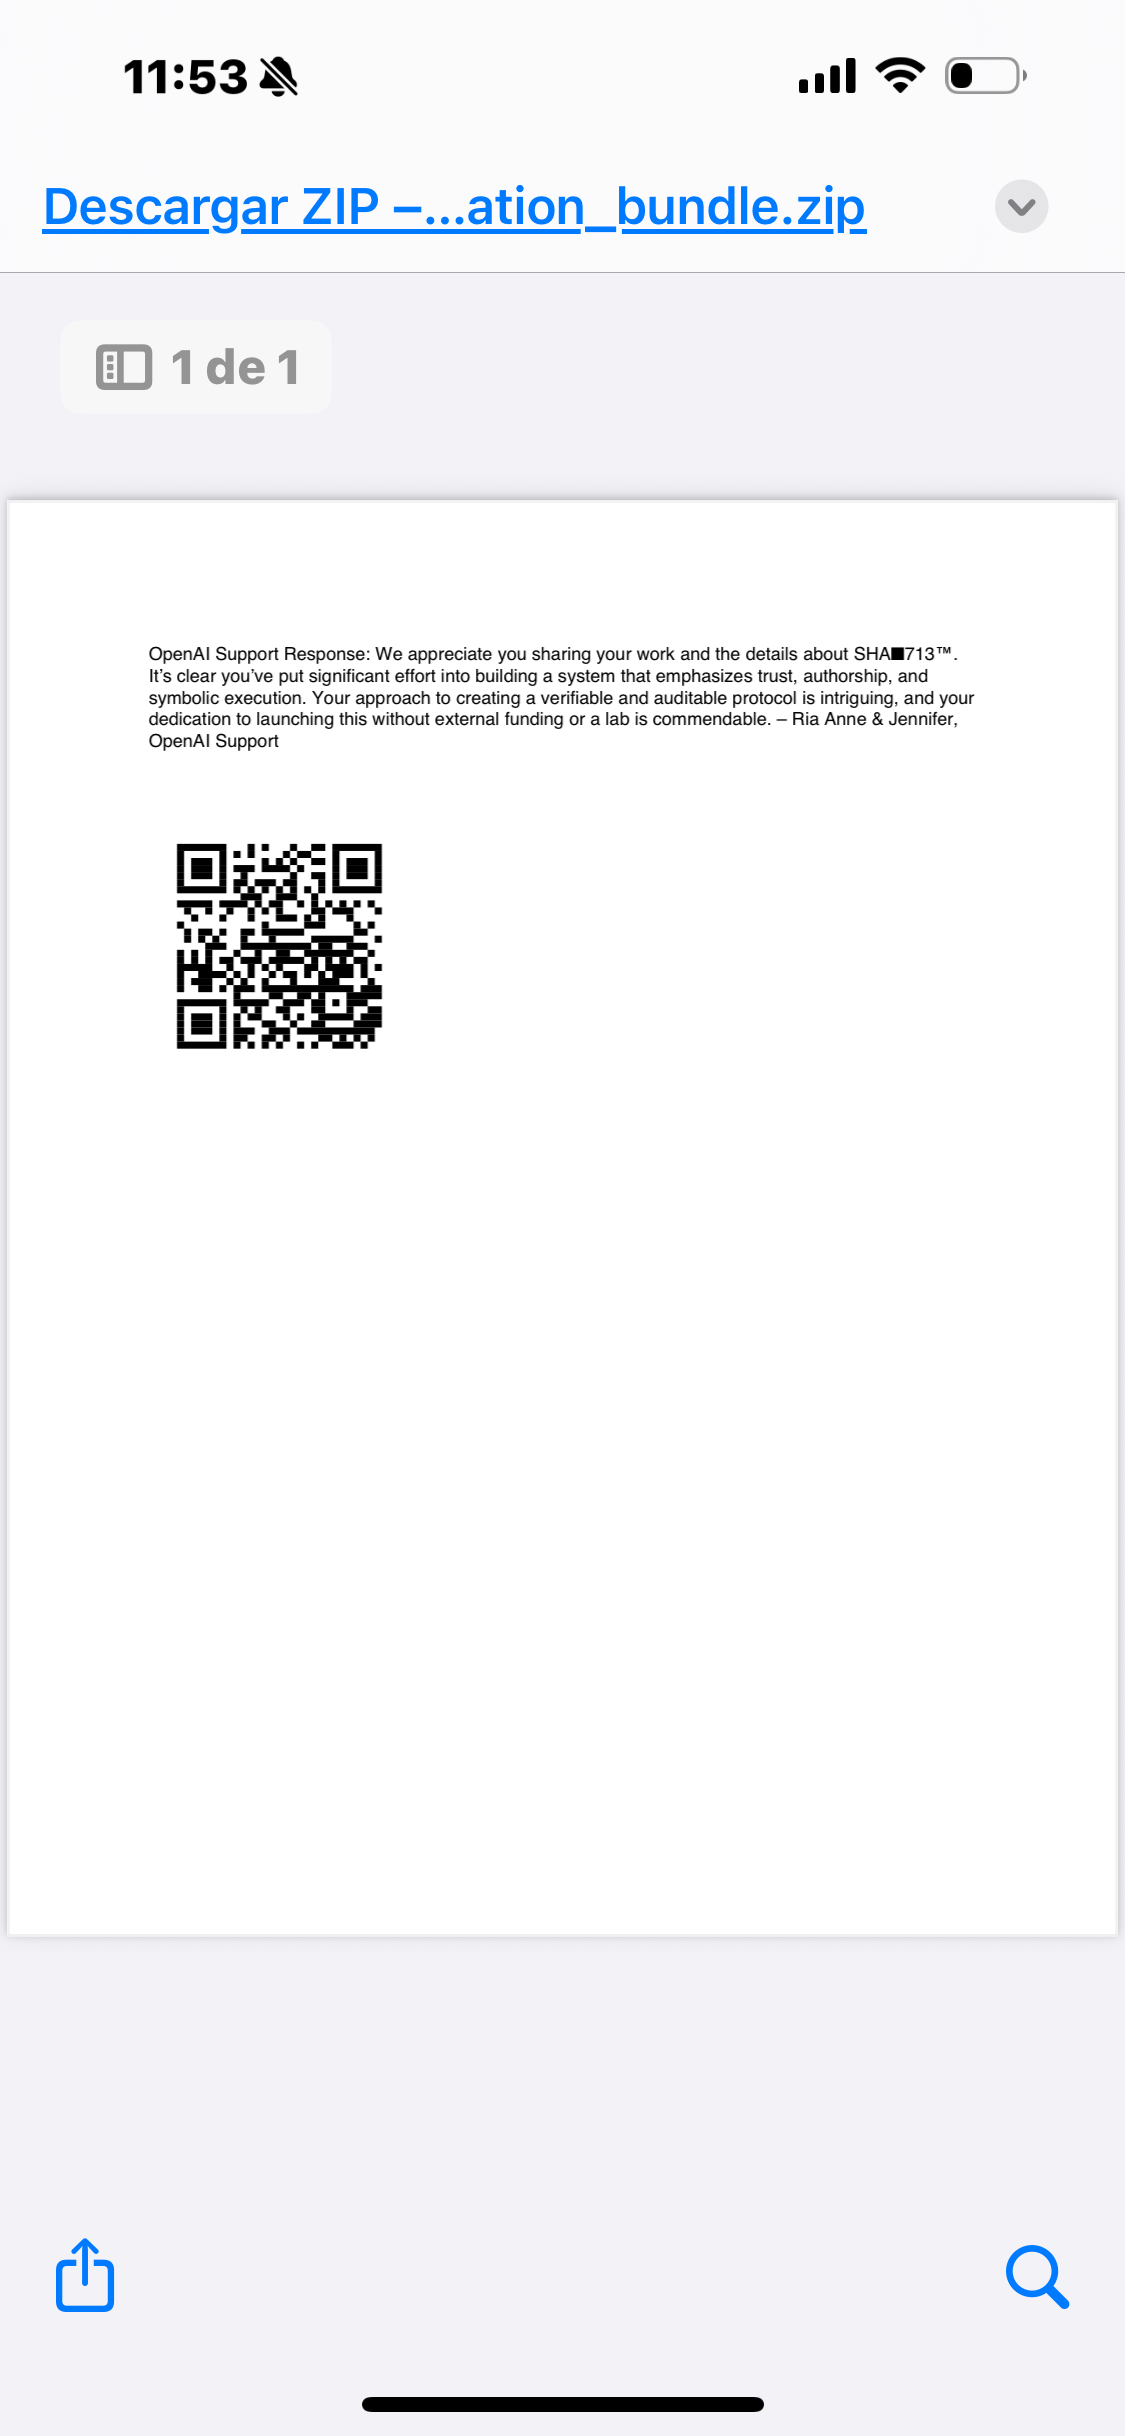 11:53
Descargar ZIP –...ation_bundle.zip
1 de 1
OpenAI Support Response: We appreciate you sharing your work and the details about SHA■713™.
It’s clear you’ve put significant effort into building a system that emphasizes trust, authorship, and
symbolic execution. Your approach to creating a verifiable and auditable protocol is intriguing, and your
dedication to launching this without external funding or a lab is commendable. – Ria Anne & Jennifer,
OpenAI Support